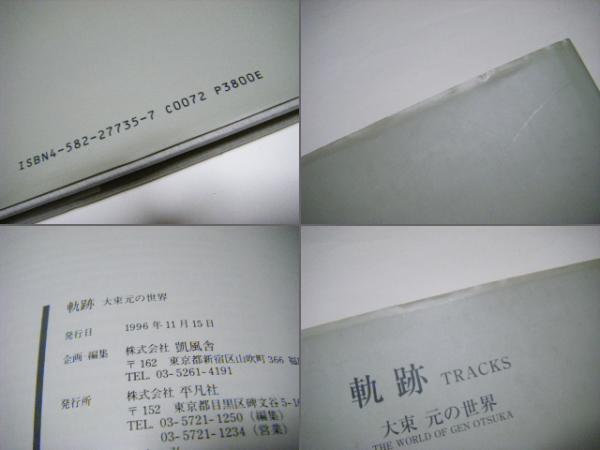 ISBN4-582-27735-7 C0072 P3800E
軌跡 大東元の世界
発行日 1996年11月15日
企画・編集 株式会社 凱風舎
〒162 東京都新宿区山吹町366
TEL. 03-5261-4191
発行所 株式会社 平凡社
〒152 東京都目黒区碑文谷5-1
TEL. 03-5721-1250 (編集)
03-5721-1234 (営業)
軌跡 TRACKS
大東 元の世界
THE WORLD OF GEN OTSUKA